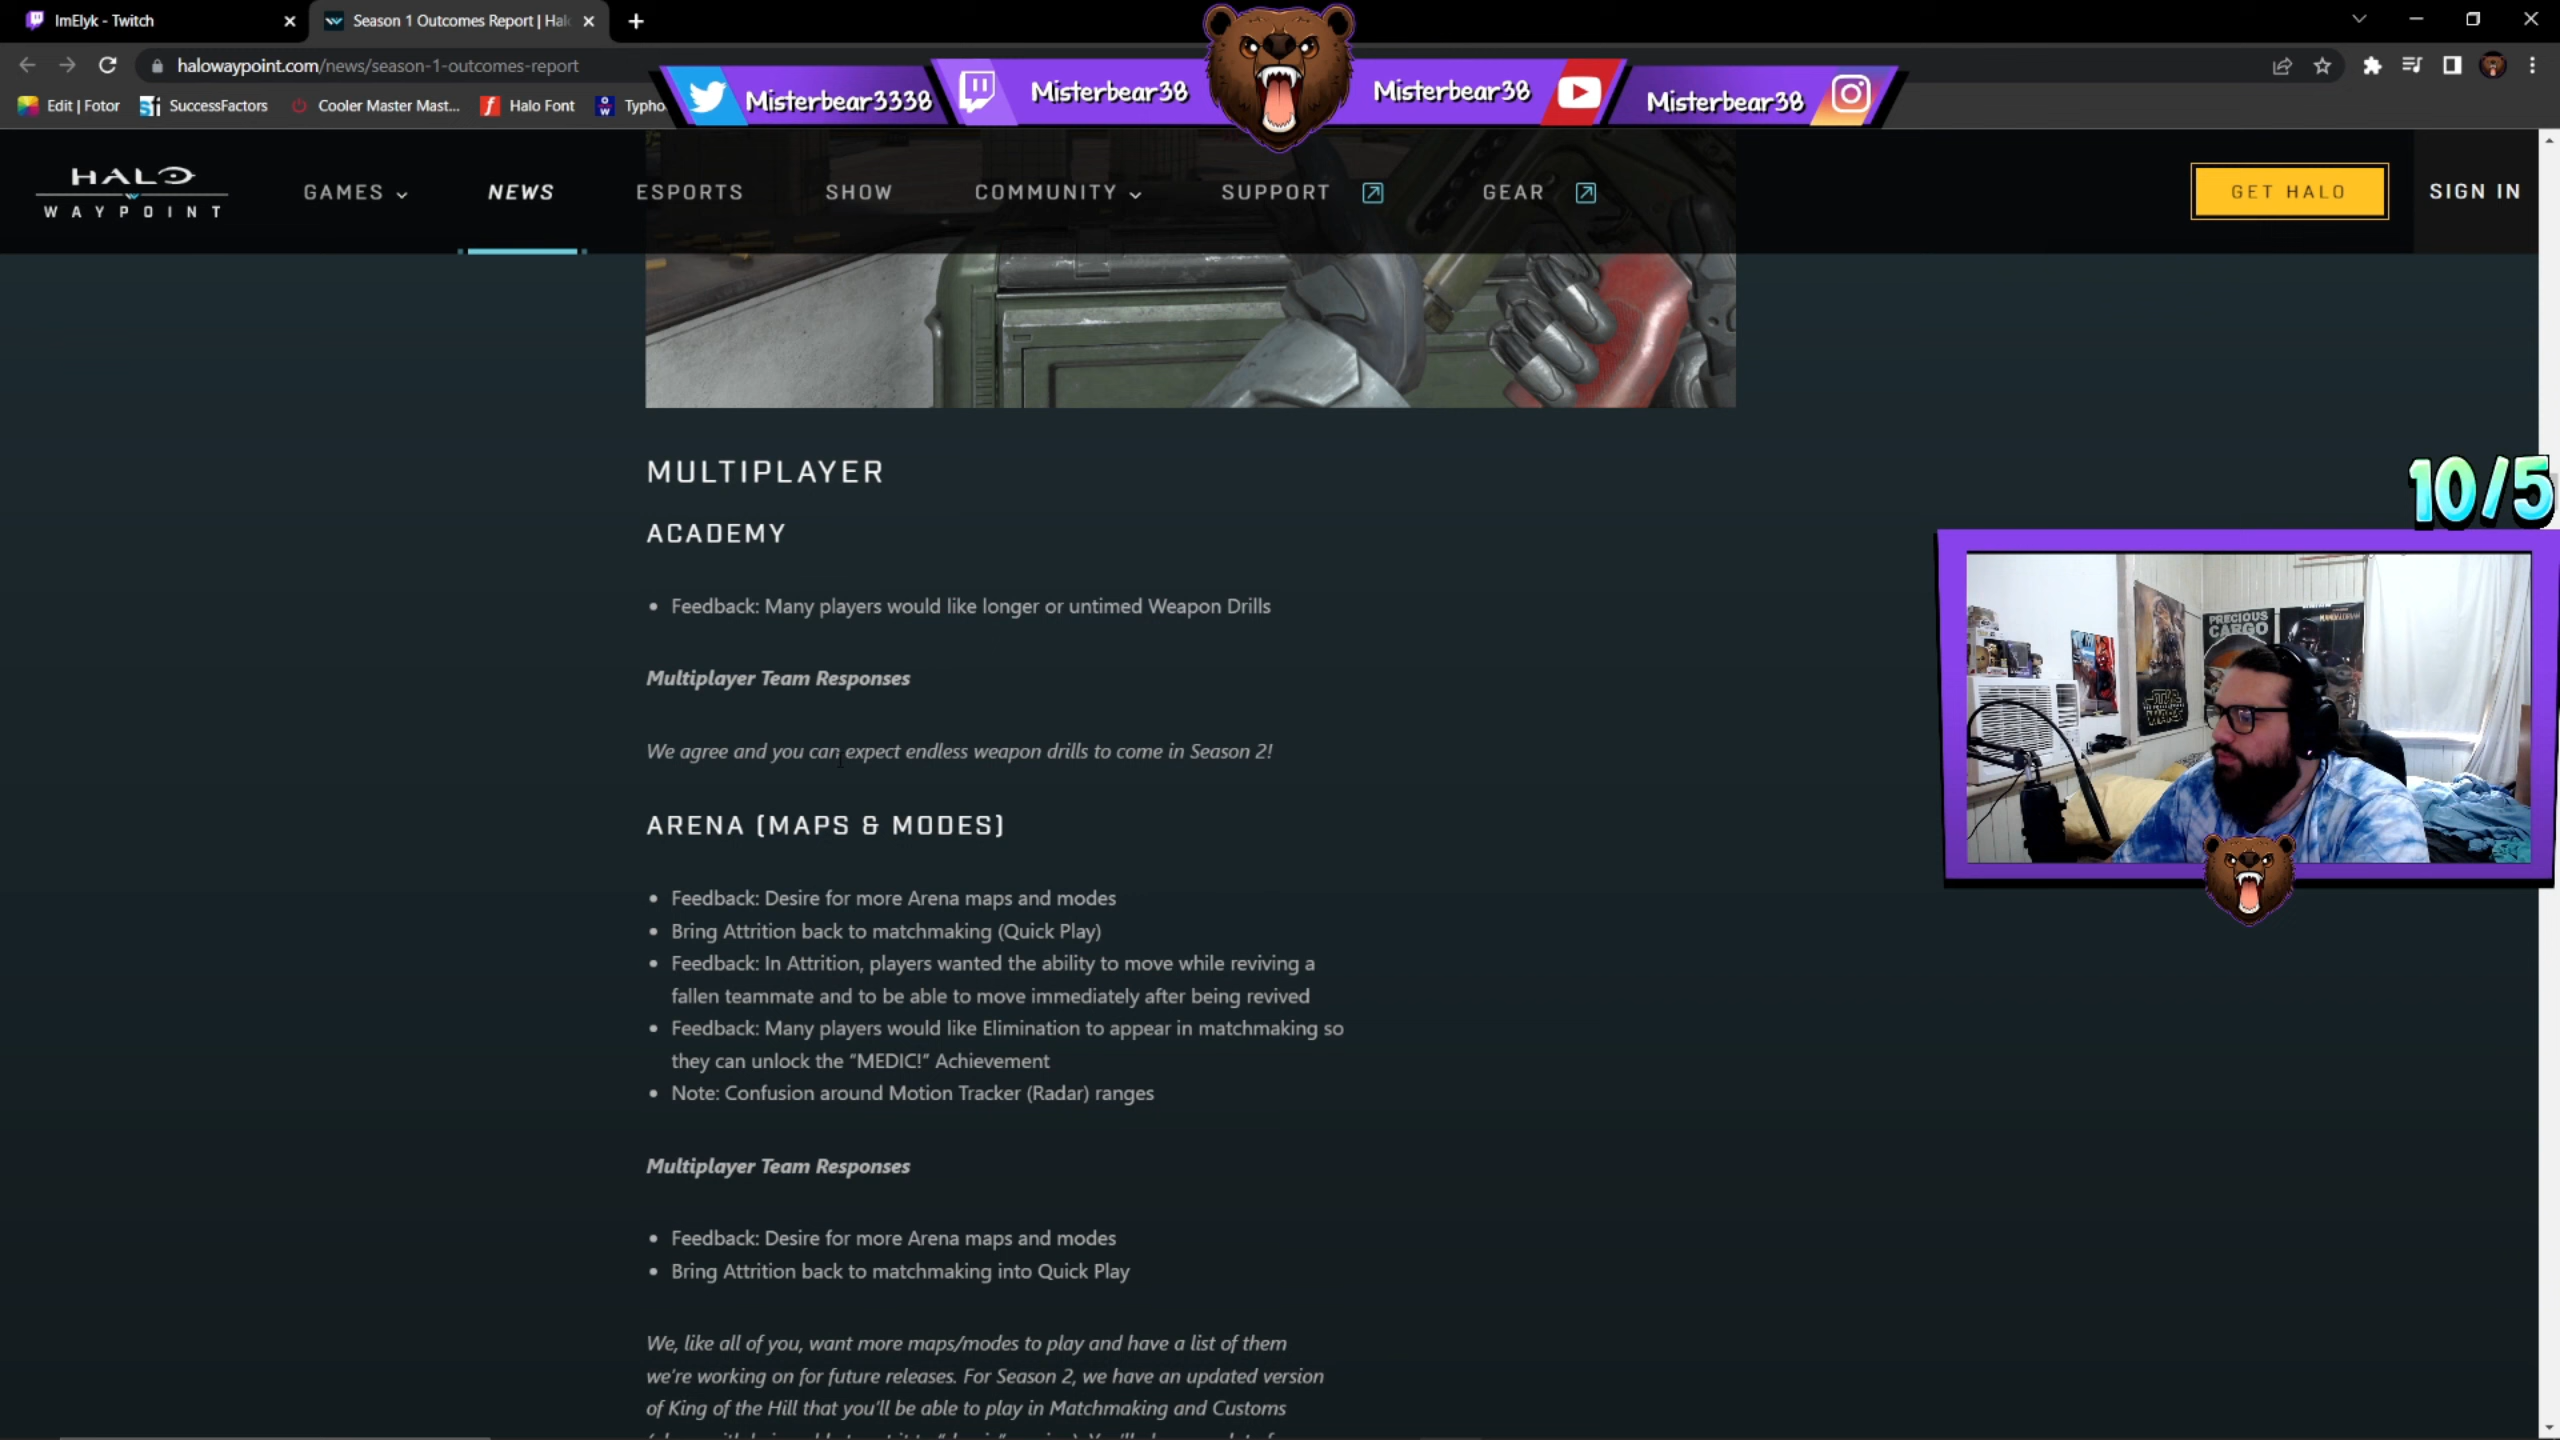 ImElyk - Twitch
Season 1 Outcomes Report | Hal
halowaypoint.com/news/season-1-outcomes-report
Edit | Fotor
SuccessFactors
Cooler Master Mast...
Halo Font
Typho
Misterbear3338
Misterbear38
Misterbear38
Misterbear38
HALO
WAYPOINT
GAMES
NEWS
ESPORTS
SHOW
COMMUNITY
SUPPORT
GEAR
GET HALO
SIGN IN
MULTIPLAYER
10/5
ACADEMY
• Feedback: Many players would like longer or untimed Weapon Drills
PRECIOUS
CARGO
MANDALORIAN
STAR
WARS
Multiplayer Team Responses
We agree and you can expect endless weapon drills to come in Season 2!
ARENA (MAPS & MODES)
• Feedback: Desire for more Arena maps and modes
• Bring Attrition back to matchmaking (Quick Play)
• Feedback: In Attrition, players wanted the ability to move while reviving a
fallen teammate and to be able to move immediately after being revived
• Feedback: Many players would like Elimination to appear in matchmaking so
they can unlock the “MEDIC!” Achievement
• Note: Confusion around Motion Tracker (Radar) ranges
Multiplayer Team Responses
• Feedback: Desire for more Arena maps and modes
• Bring Attrition back to matchmaking into Quick Play
We, like all of you, want more maps/modes to play and have a list of them
we’re working on for future releases. For Season 2, we have an updated version
of King of the Hill that you’ll be able to play in Matchmaking and Customs